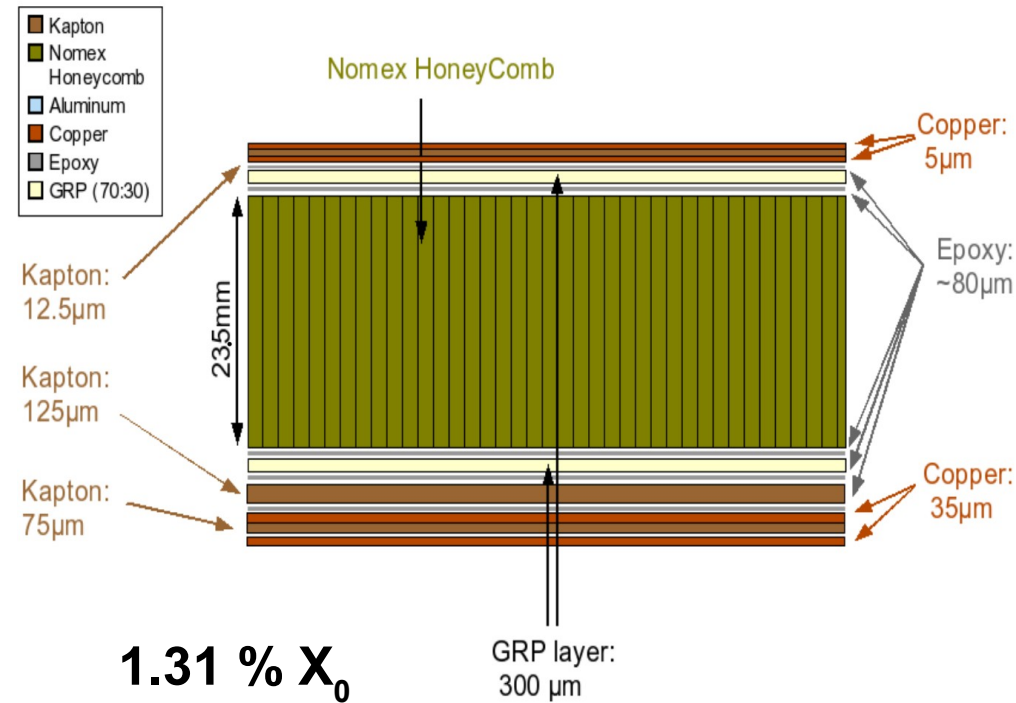 Kapton
Nomex
Honeycomb
Aluminum
Copper
Epoxy
GRP (70:30)
Nomex HoneyComb
Copper:
5µm
Kapton:
12.5µm
Epoxy:
~80µm
23.5mm
Kapton:
125µm
Kapton:
75µm
Copper:
35µm
GRP layer:
300 µm
1.31 % X₀